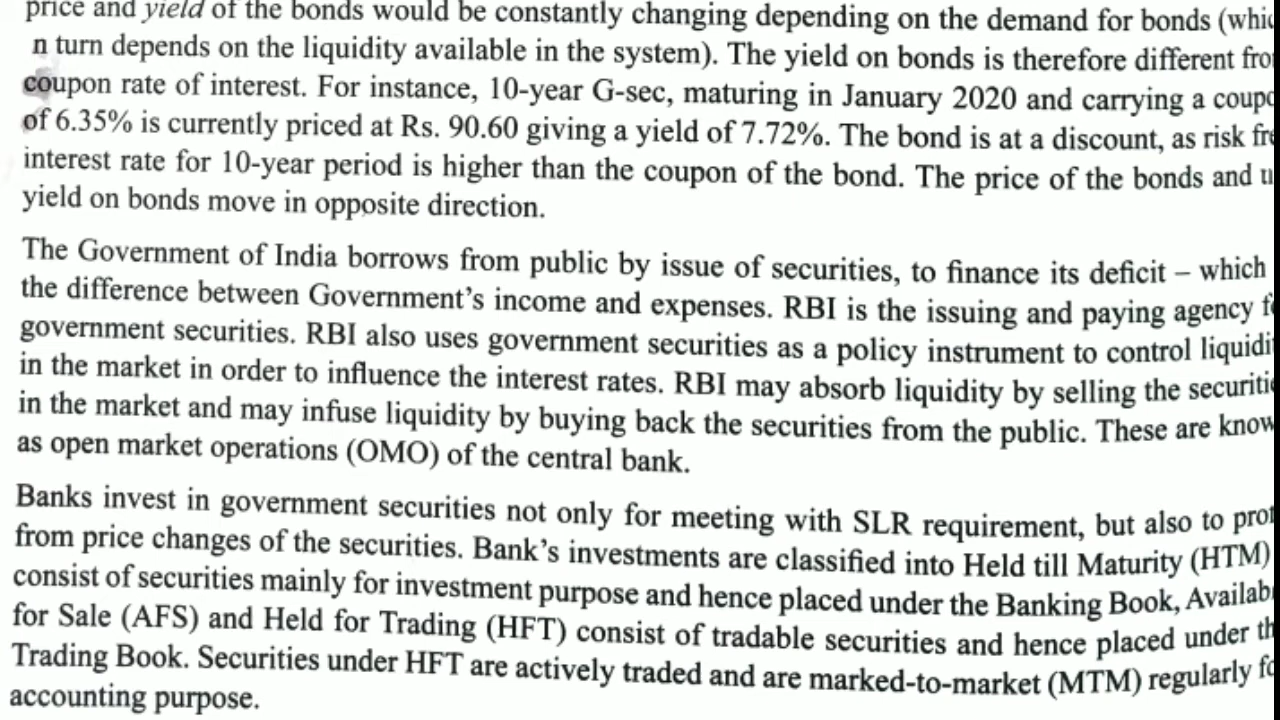 price and yield of the bonds would be constantly changing depending on the demand for bonds (whic
n turn depends on the liquidity available in the system). The yield on bonds is therefore different fro
coupon rate of interest. For instance, 10-year G-sec, maturing in January 2020 and carrying a coupo
of 6.35% is currently priced at Rs. 90.60 giving a yield of 7.72%. The bond is at a discount, as risk fre
interest rate for 10-year period is higher than the coupon of the bond. The price of the bonds and
yield on bonds move in opposite direction.
The Government of India borrows from public by issue of securities, to finance its deficit – which
the difference between Government's income and expenses. RBI is the issuing and paying agency f
government securities. RBI also uses government securities as a policy instrument to control liquidi
in the market in order to influence the interest rates. RBI may absorb liquidity by selling the securitie
in the market and may infuse liquidity by buying back the securities from the public. These are know
as open market operations (OMO) of the central bank.
Banks invest in government securities not only for meeting with SLR requirement, but also to prof
from price changes of the securities. Bank's investments are classified into Held till Maturity (HTM)
consist of securities mainly for investment purpose and hence placed under the Banking Book, Availab
for Sale (AFS) and Held for Trading (HFT) consist of tradable securities and hence placed under th
Trading Book. Securities under HFT are actively traded and are marked-to-market (MTM) regularly fo
accounting purpose.